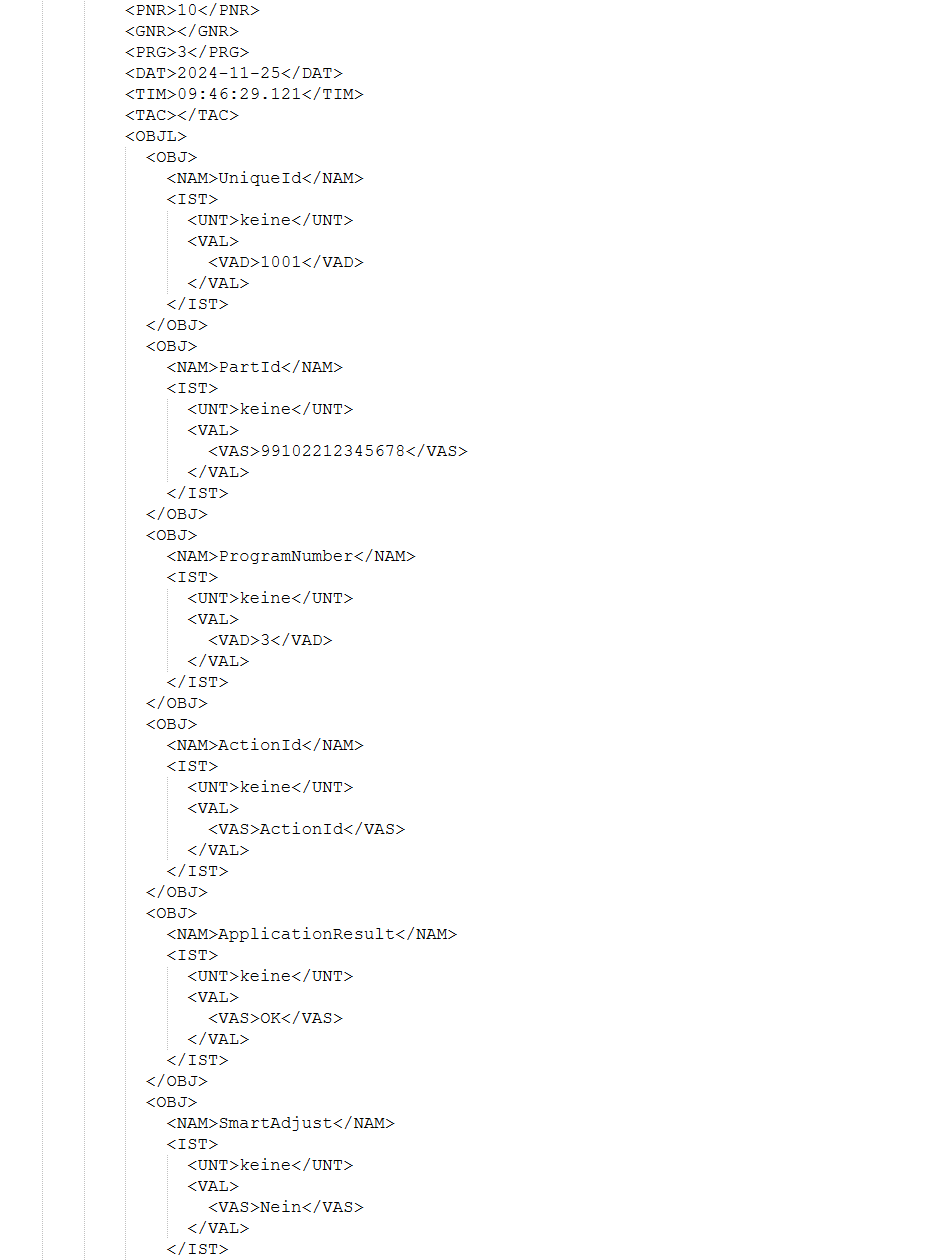 <PNR>10</PNR>
<GNR></GNR>
<PRG>3</PRG>
<DAT>2024-11-25</DAT>
<TIM>09:46:29.121</TIM>
<TAC></TAC>
<OBJL>
<OBJ>
<NAM>UniqueId</NAM>
<IST>
<UNT>keine</UNT>
<VAL>
<VAD>1001</VAD>
</VAL>
</IST>
</OBJ>
<OBJ>
<NAM>PartId</NAM>
<IST>
<UNT>keine</UNT>
<VAL>
<VAS>99102212345678</VAS>
</VAL>
</IST>
</OBJ>
<OBJ>
<NAM>ProgramNumber</NAM>
<IST>
<UNT>keine</UNT>
<VAL>
<VAD>3</VAD>
</VAL>
</IST>
</OBJ>
<OBJ>
<NAM>ActionId</NAM>
<IST>
<UNT>keine</UNT>
<VAL>
<VAS>ActionId</VAS>
</VAL>
</IST>
</OBJ>
<OBJ>
<NAM>ApplicationResult</NAM>
<IST>
<UNT>keine</UNT>
<VAL>
<VAS>OK</VAS>
</VAL>
</IST>
</OBJ>
<OBJ>
<NAM>SmartAdjust</NAM>
<IST>
<UNT>keine</UNT>
<VAL>
<VAS>Nein</VAS>
</VAL>
</IST>